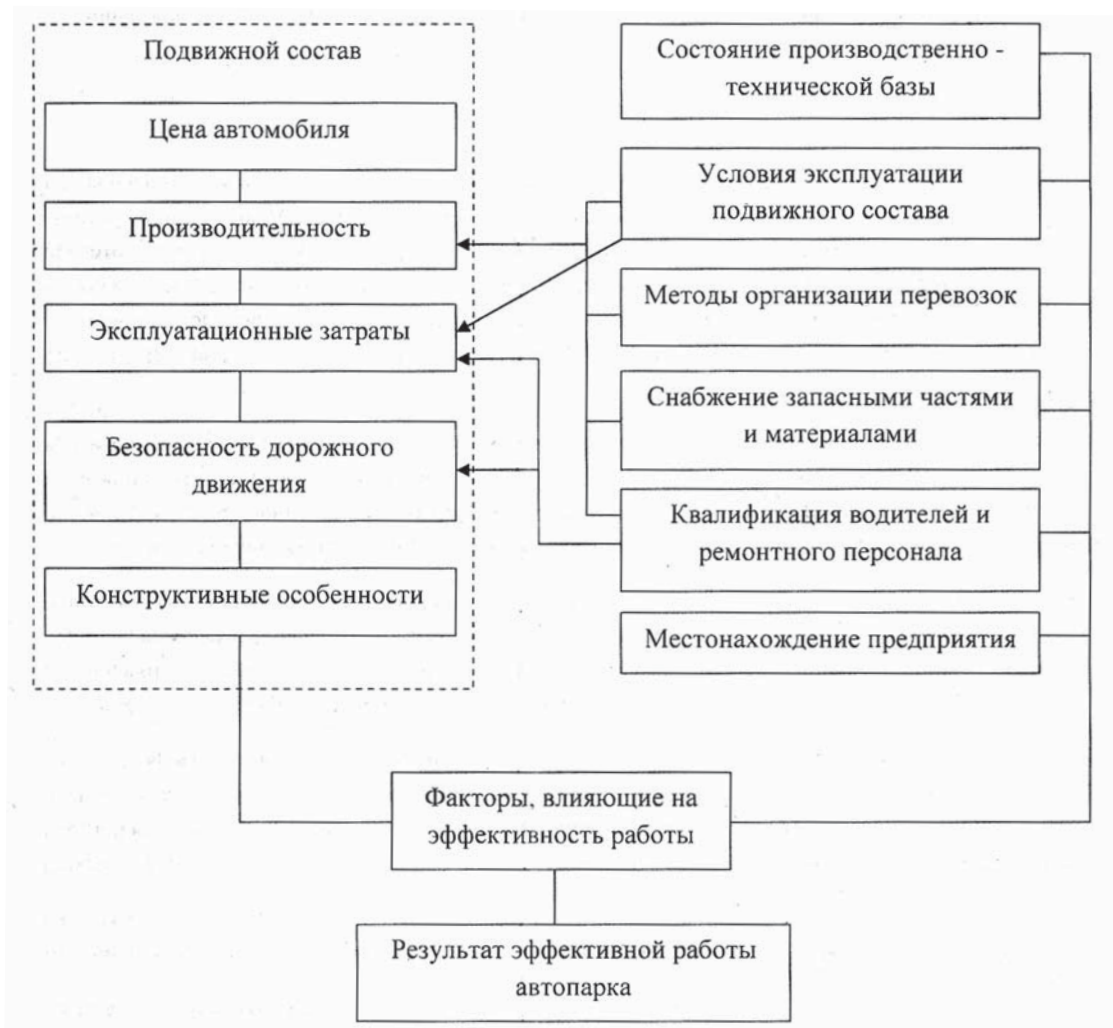 Подвижной состав
Цена автомобиля
Производительность
Эксплуатационные затраты
Безопасность дорожного
движения
Конструктивные особенности
Состояние производственно -
технической базы
Условия эксплуатации
подвижного состава
Методы организации перевозок
Снабжение запасными частями
и материалами
Квалификация водителей и
ремонтного персонала
Местонахождение предприятия
Факторы, влияющие на
эффективность работы
Результат эффективной работы
автопарка